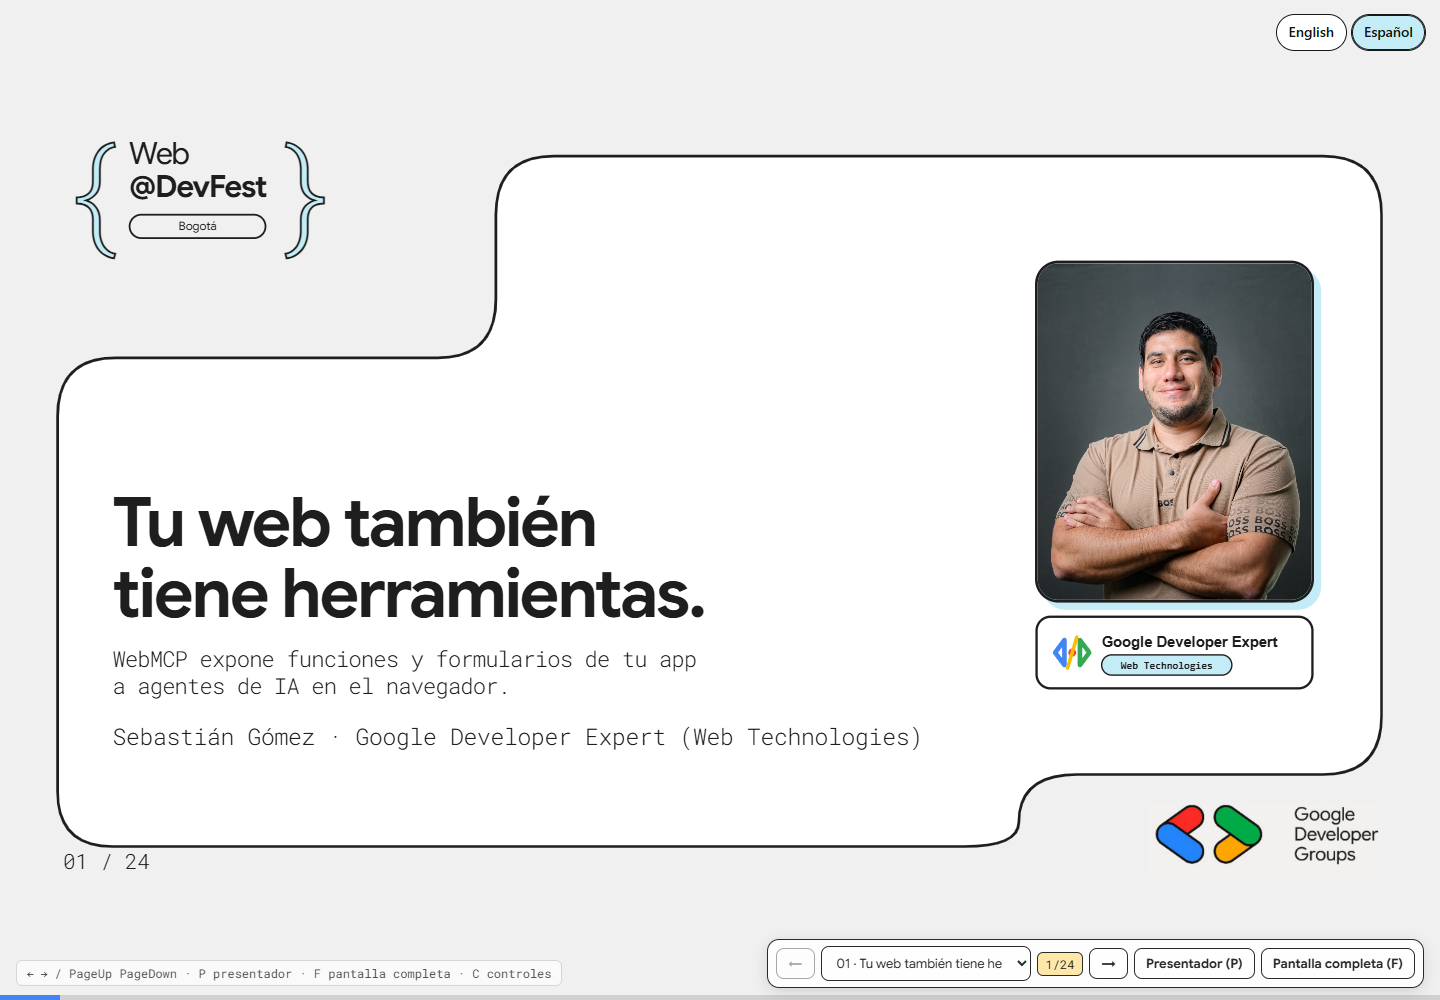 English
Español
Web
@DevFest
Bogotá
Tu web también
tiene herramientas.
WebMCP expone funciones y formularios de tu app
a agentes de IA en el navegador.
Sebastián Gómez · Google Developer Expert (Web Technologies)
BOSS
BOSS BOSS
Google Developer Expert
Web Technologies
Google
Developer
Groups
01 / 24
← → / PageUp PageDown · P presentador · F pantalla completa · C controles
←
01 · Tu web también tiene he
1/24
→
Presentador (P)
Pantalla completa (F)